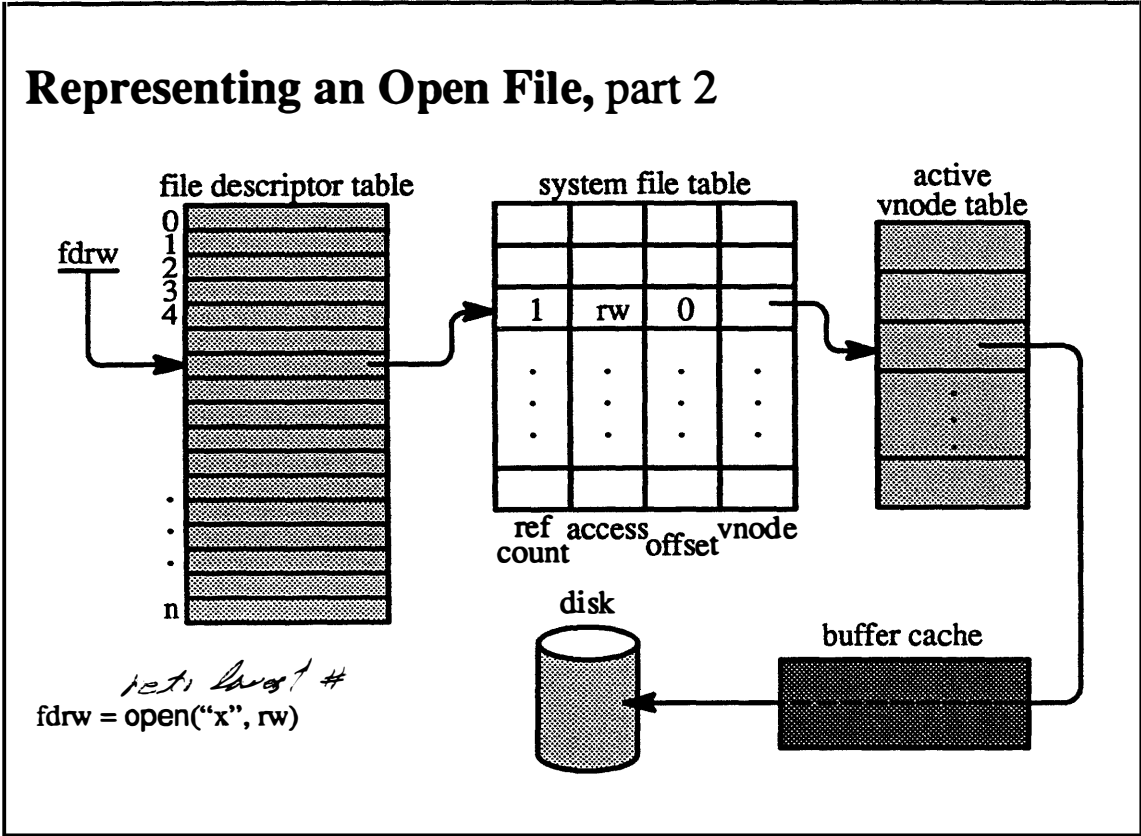 Representing an Open File, part 2
file descriptor table
system file table
active
vnode table
fdrw
0
1
2
3
4
.
.
.
n
1 rw 0
. . . .
. . . .
. . . .
ref
count
access
offset
vnode
.
.
.
disk
buffer cache
lowest #
fdrw = open(“x”, rw)